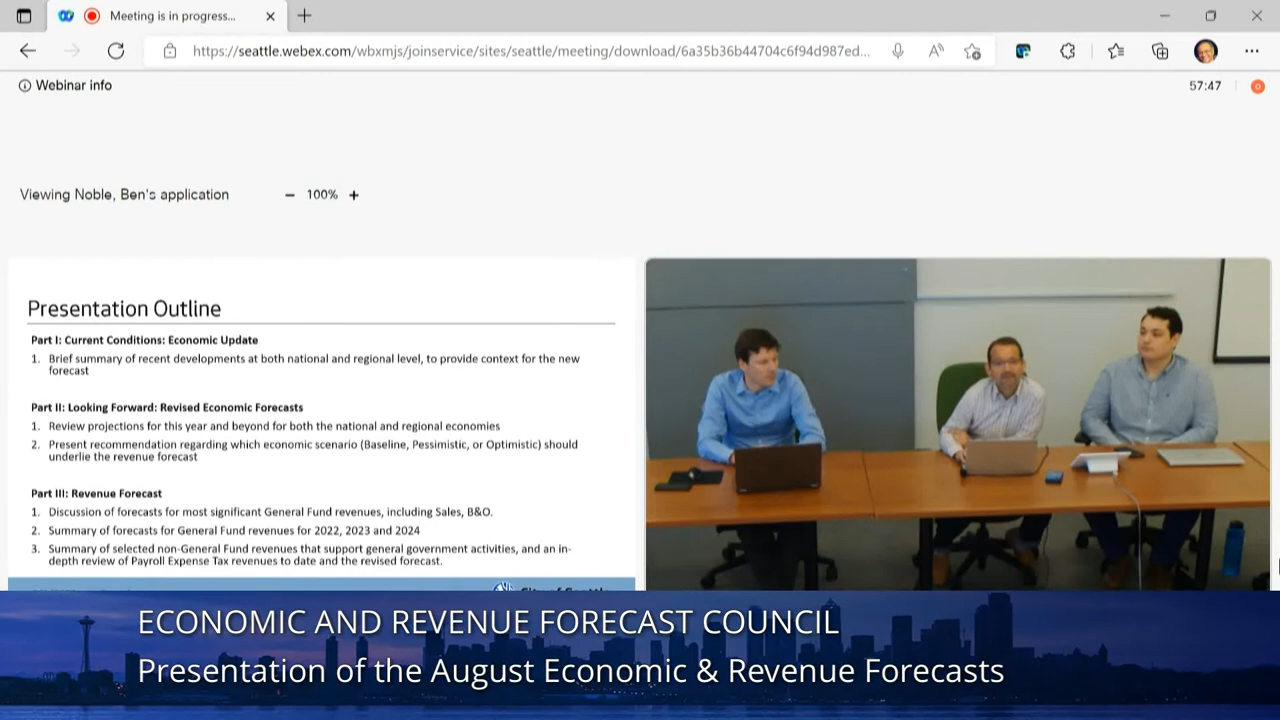 Meeting is in progress...
https://seattle.webex.com/wbxmjs/joinservice/sites/seattle/meeting/download/6a35b36b44704c6f94d987ed...
Webinar info
57:47
Viewing Noble, Ben's application
− 100% +
Presentation Outline
Part I: Current Conditions: Economic Update
1. Brief summary of recent developments at both national and regional level, to provide context for the new
forecast
Part II: Looking Forward: Revised Economic Forecasts
1. Review projections for this year and beyond for both the national and regional economies
2. Present recommendation regarding which economic scenario (Baseline, Pessimistic, or Optimistic) should
underlie the revenue forecast
Part III: Revenue Forecast
1. Discussion of forecasts for most significant General Fund revenues, including Sales, B&O.
2. Summary of forecasts for General Fund revenues for 2022, 2023 and 2024
3. Summary of selected non-General Fund revenues that support general government activities, and an in-
depth review of Payroll Expense Tax revenues to date and the revised forecast.
ECONOMIC AND REVENUE FORECAST COUNCIL
Presentation of the August Economic & Revenue Forecasts